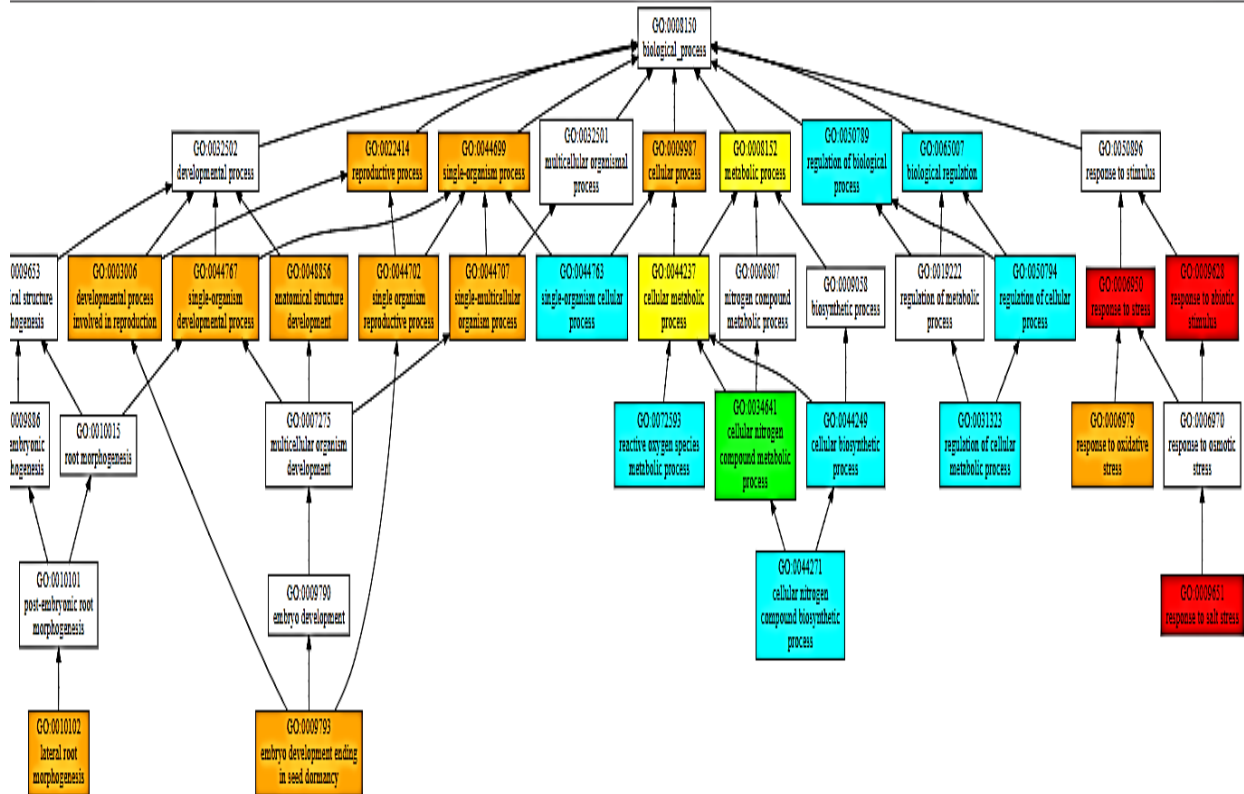 GO:0008150
biological_process
GO:0032502
developmental process
GO:0022414
reproductive process
GO:0044699
single-organism process
GO:0032501
multicellular organismal
process
GO:0009987
cellular process
GO:0008152
metabolic process
GO:0050789
regulation of biological
process
GO:0065007
biological regulation
GO:0050896
response to stimulus
0009653
cal structure
hogenesis
GO:0003006
developmental process
involved in reproduction
GO:0044767
single-organism
developmental process
GO:0048856
anatomical structure
development
GO:0044702
single organism
reproductive process
GO:0044707
single-multicellular
organism process
GO:0044763
single-organism cellular
process
GO:0044237
cellular metabolic
process
GO:0006807
nitrogen compound
metabolic process
GO:0009058
biosynthetic process
GO:0019222
regulation of metabolic
process
GO:0050794
regulation of cellular
process
GO:0006950
response to stress
GO:0009628
response to abiotic
stimulus
0009886
embryonic
hogenesis
GO:0010015
root morphogenesis
GO:0007275
multicellular organism
development
GO:0072593
reactive oxygen species
metabolic process
GO:0034641
cellular nitrogen
compound metabolic
process
GO:0044249
cellular biosynthetic
process
GO:0031323
regulation of cellular
metabolic process
GO:0006979
response to oxidative
stress
GO:0006970
response to osmotic
stress
GO:0010101
post-embryonic root
morphogenesis
GO:0009790
embryo development
GO:0044271
cellular nitrogen
compound biosynthetic
process
GO:0009651
response to salt stress
GO:0010102
lateral root
morphogenesis
GO:0009793
embryo development ending
in seed dormancy